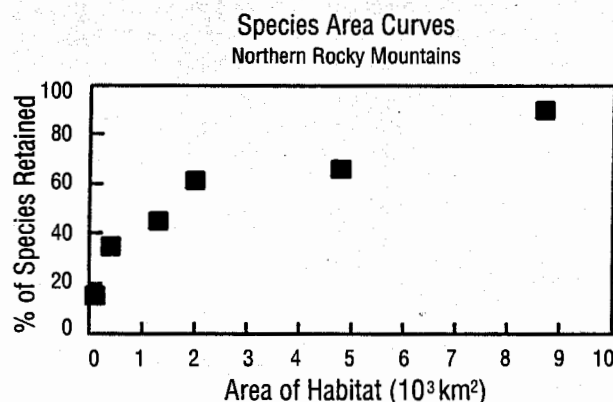 Species Area Curves
Northern Rocky Mountains
% of Species Retained
100
80
60
40
20
0
0 1 2 3 4 5 6 7 8 9 10
Area of Habitat (10³ km²)